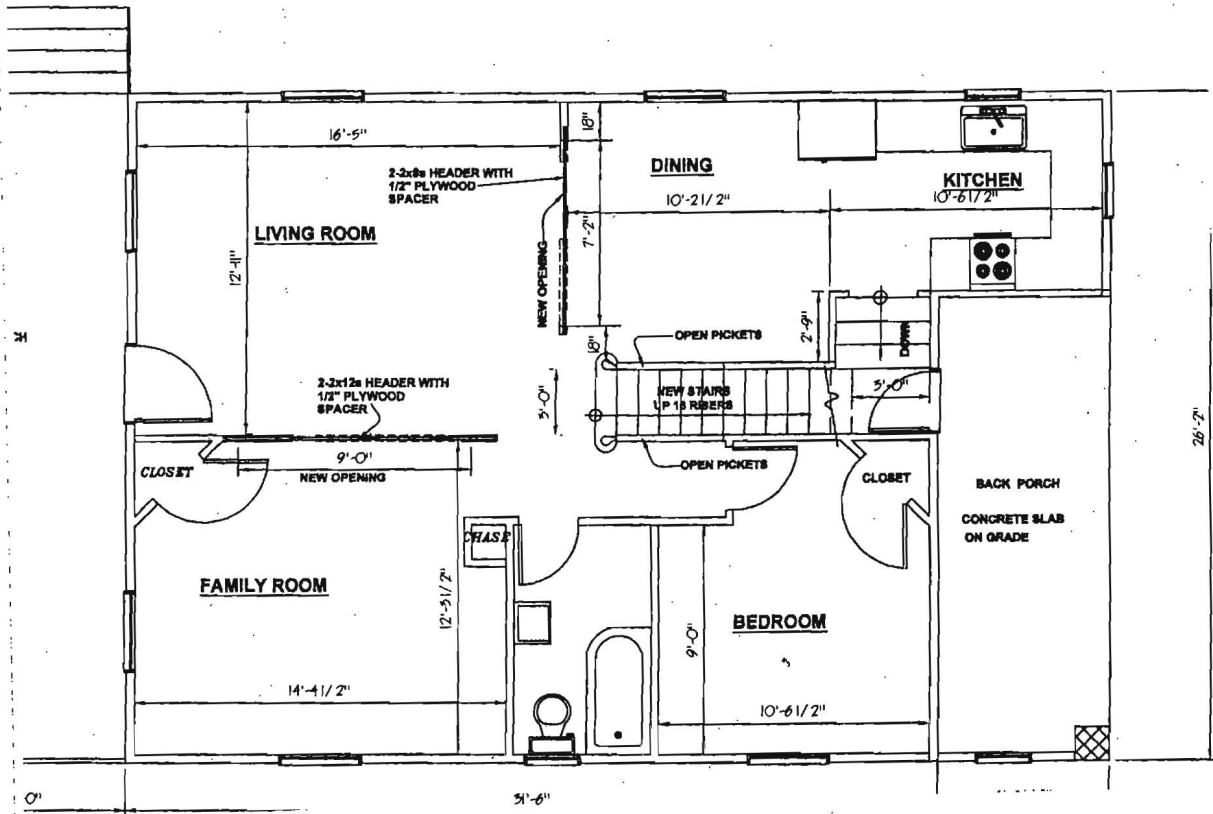 16'-5"
18"
DINING
2-2x8s HEADER WITH
1/2" PLYWOOD
SPACER
KITCHEN
10'-2 1/2"
10'-6 1/2"
LIVING ROOM
7'-2"
12'-11"
NEW OPENING
OPEN PICKETS
2'-9"
DOWN
18"
2-2x12s HEADER WITH
1/2" PLYWOOD
SPACER
3'-0"
NEW STAIRS
UP 16 RISERS
3'-0"
26'-2"
CLOSET
9'-0"
NEW OPENING
OPEN PICKETS
CLOSET
BACK PORCH
CONCRETE SLAB
ON GRADE
CHASE
FAMILY ROOM
12'-3 1/2"
BEDROOM
9'-0"
14'-4 1/2"
10'-6 1/2"
0"
31'-6"